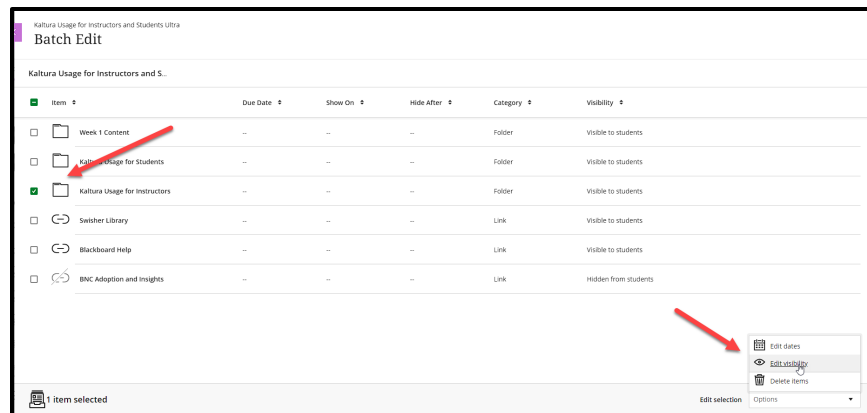 Kaltura Usage for Instructors and Students Ultra
Batch Edit
Kaltura Usage for Instructors and S...
Item Due Date Show On Hide After Category Visibility
Week 1 Content -- -- -- Folder Visible to students
Kaltura Usage for Students -- -- -- Folder Visible to students
Kaltura Usage for Instructors -- -- -- Folder Visible to students
Swisher Library -- -- -- Link Visible to students
Blackboard Help -- -- -- Link Visible to students
BNC Adoption and Insights -- -- -- Link Hidden from students
Edit dates
Edit visibility
Delete items
1 item selected Edit selection Options